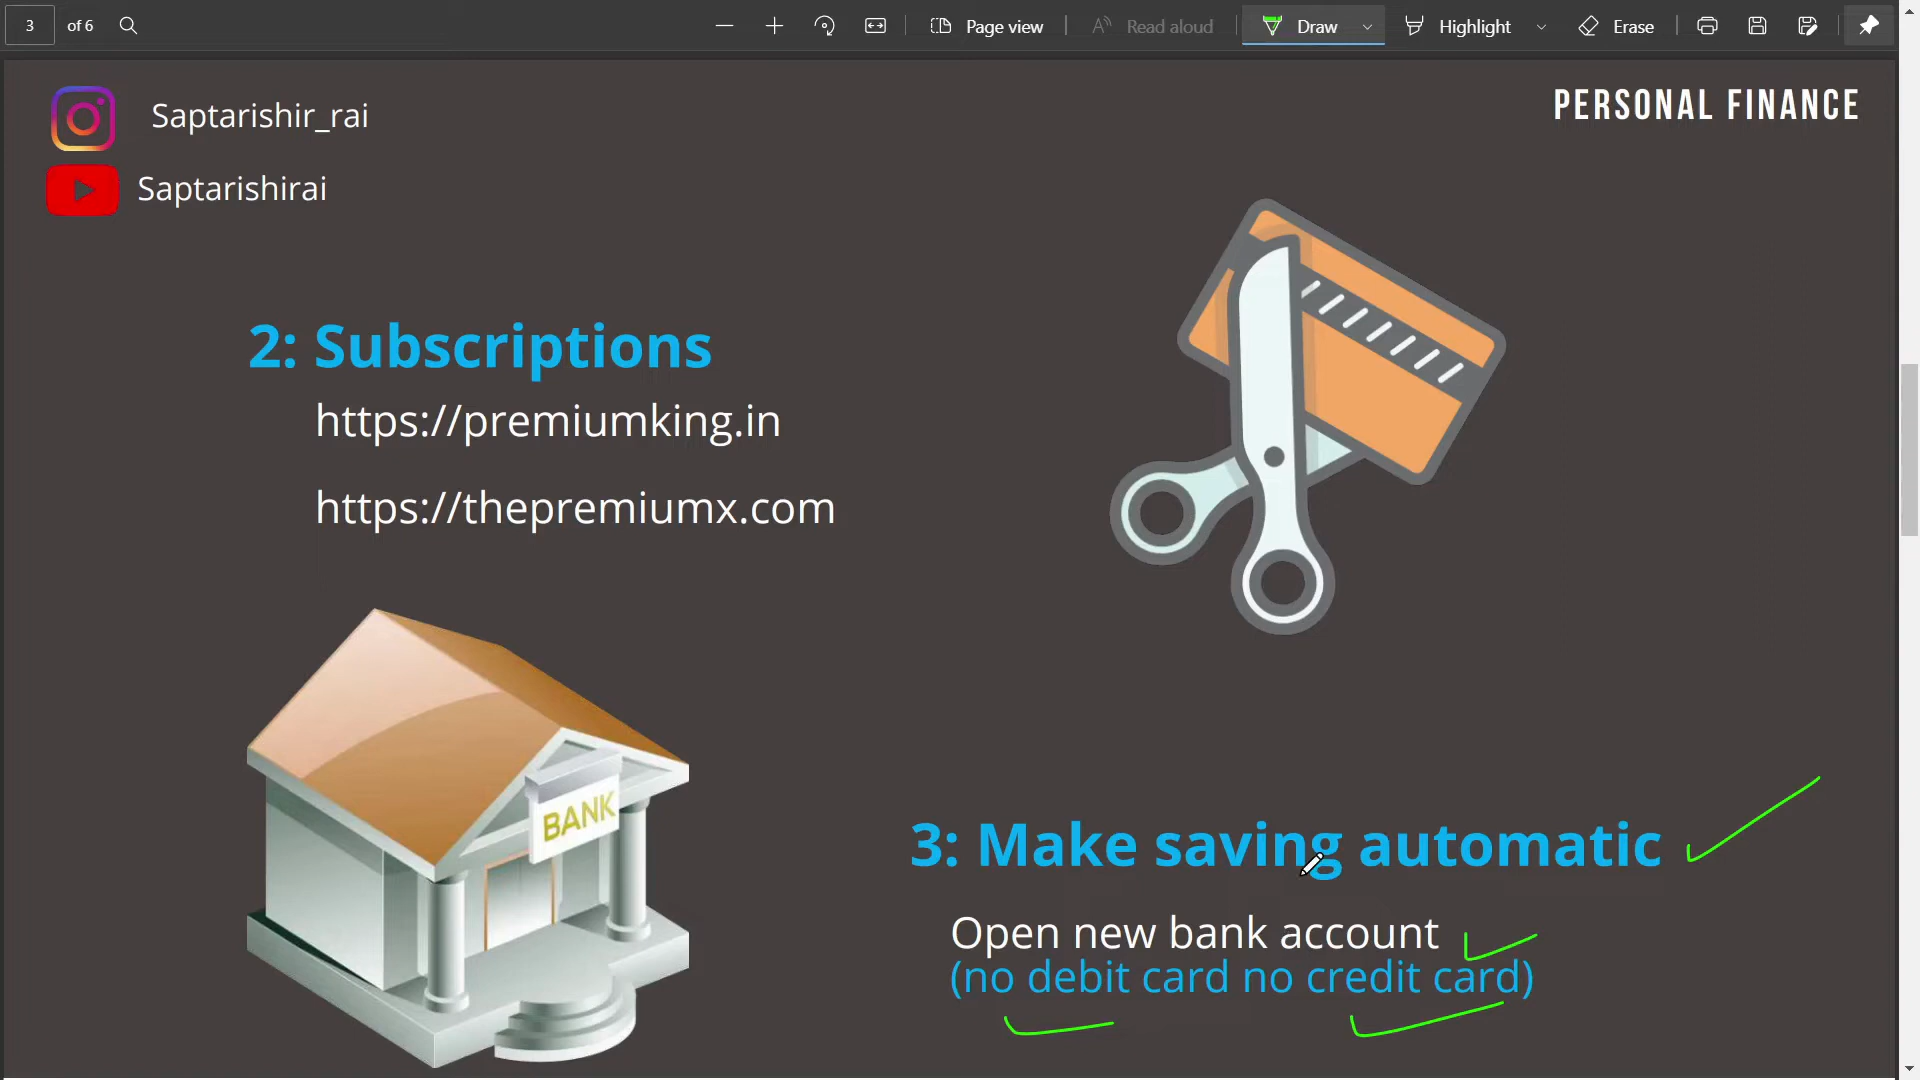 3 of 6 Page view Read aloud Draw Highlight Erase
Saptarishir_rai
PERSONAL FINANCE
Saptarishirai
2: Subscriptions
https://premiumking.in
https://thepremiumx.com
BANK
3: Make saving automatic
Open new bank account
(no debit card no credit card)